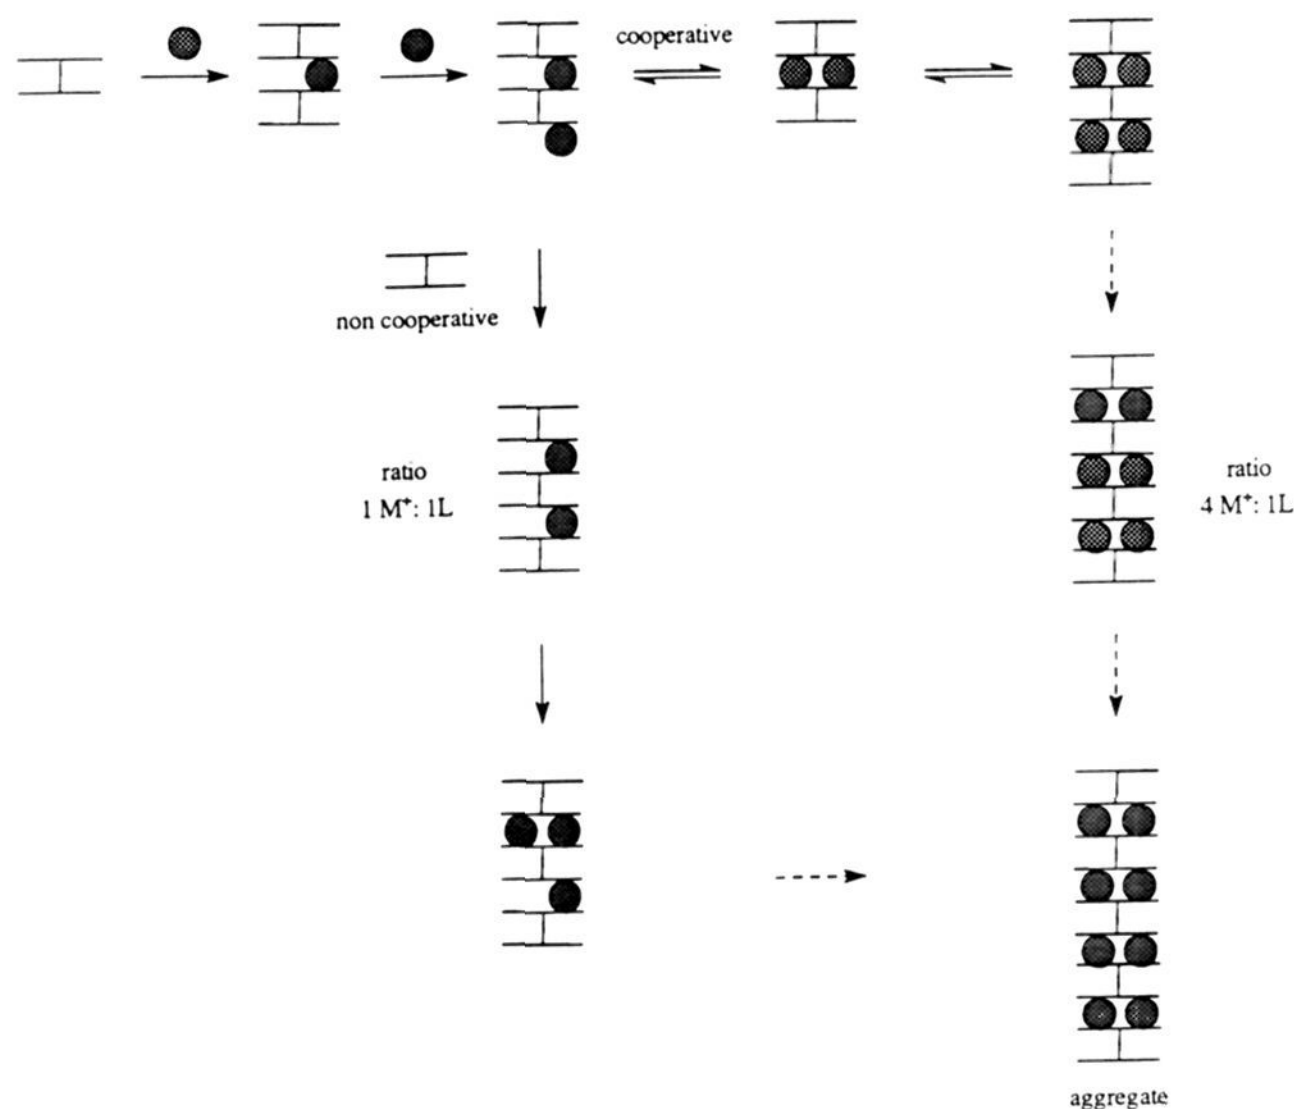 cooperative
non cooperative
ratio
1 M⁺: 1L
ratio
4 M⁺: 1L
aggregate